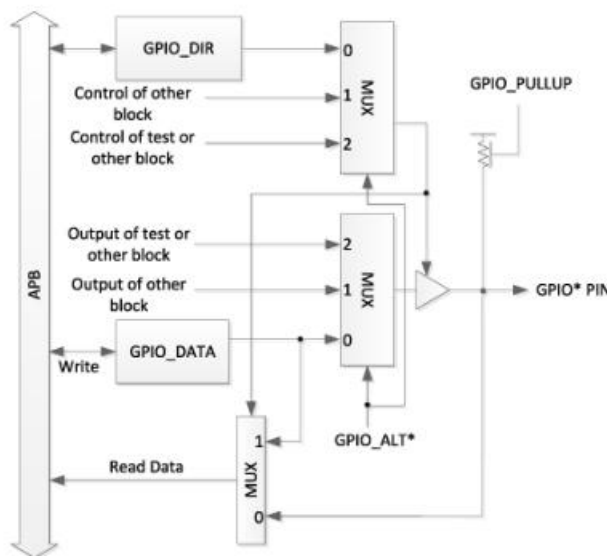 GPIO_DIR
0
MUX
GPIO_PULLUP
Control of other
block
1
Control of test or
other block
2
Output of test or
other block
2
MUX
APB
Output of other
block
1
GPIO* PIN
GPIO_DATA
0
Write
GPIO_ALT*
1
Read Data
MUX
0